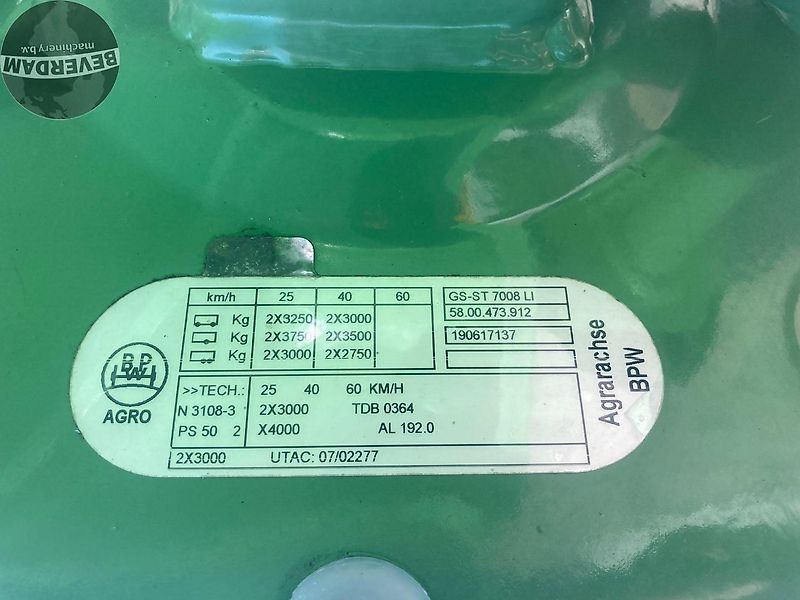 BEVERDAM
machinery b.v.
km/h 25 40 60
Kg 2X3250 2X3000
Kg 2X3750 2X3500
Kg 2X3000 2X2750
GS-ST 7008 LI
58.00.473.912
190617137
BPW
AGRO
>>TECH.: 25 40 60 KM/H
N 3108-3 2X3000 TDB 0364
PS 50 2 X4000 AL 192.0
2X3000 UTAC: 07/02277
Agrarachse
BPW